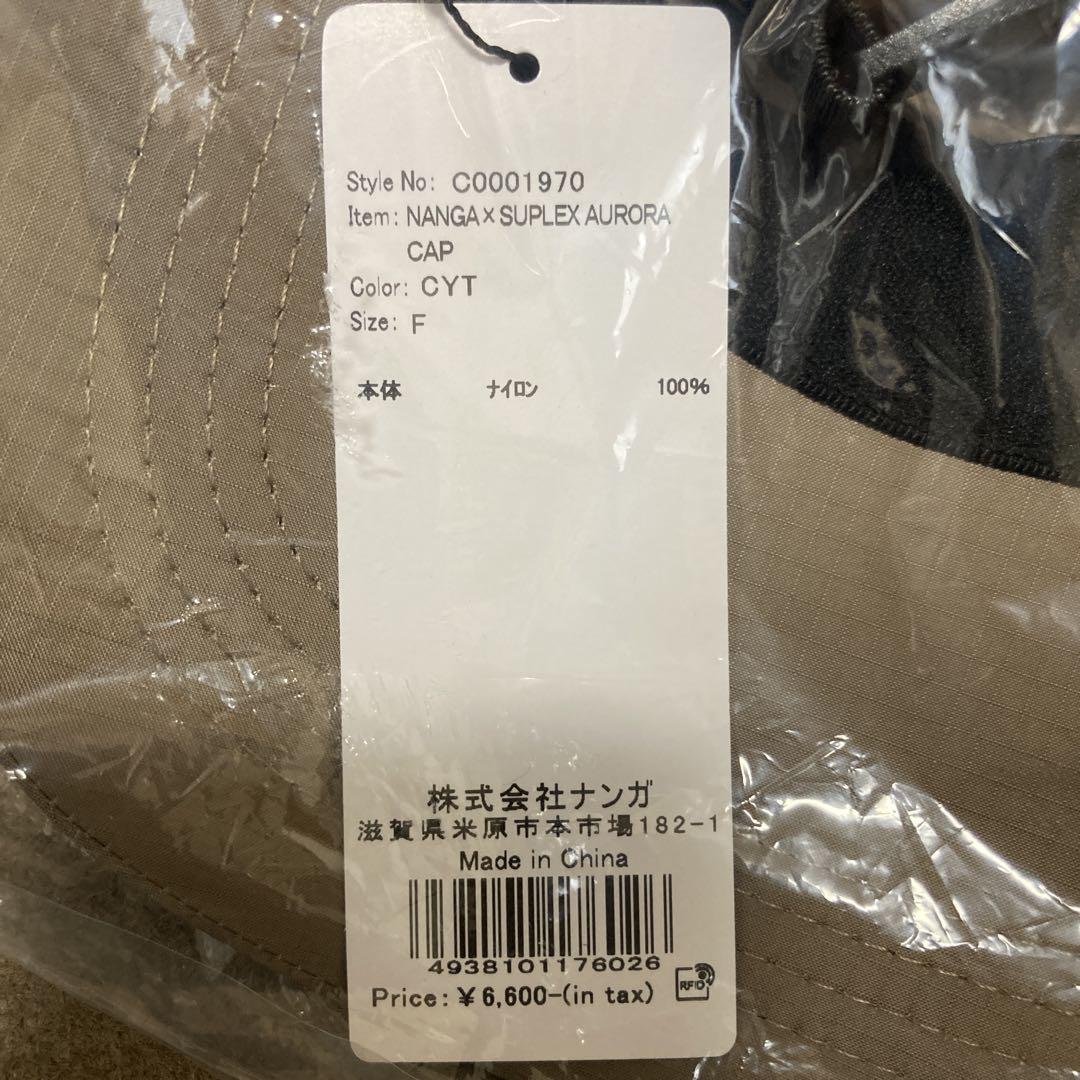 Style No: C0001970
Item: NANGA×SUPLEX AURORA
CAP
Color: CYT
Size: F
本体 ナイロン 100%
株式会社ナンガ
滋賀県米原市本市場182-1
Made in China
4938101176026
RFID
Price: ¥6,600-(in tax)